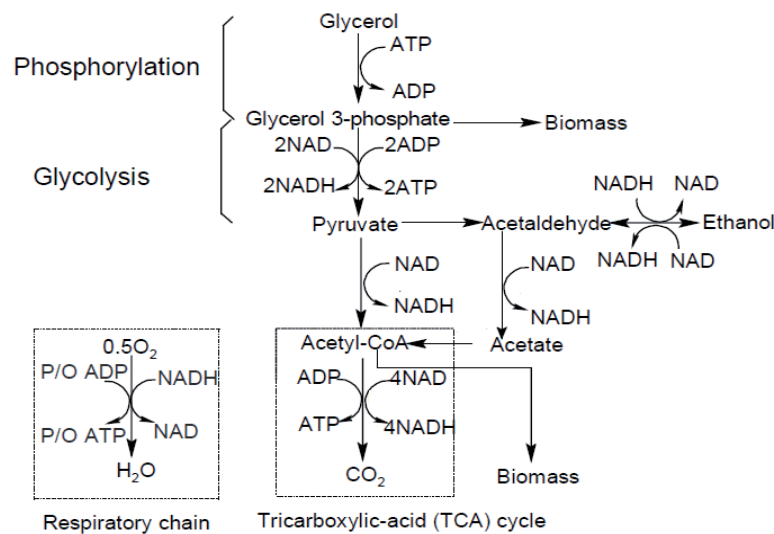 Glycerol
ATP
Phosphorylation
ADP
Glycerol 3-phosphate
Biomass
2NAD
2ADP
Glycolysis
2NADH
2ATP
NADH
NAD
Pyruvate
Acetaldehyde
Ethanol
NADH
NAD
NAD
NAD
NADH
NADH
0.5O2
Acetyl-CoA
Acetate
P/O ADP
NADH
ADP
4NAD
P/O ATP
NAD
ATP
4NADH
H2O
CO2
Biomass
Respiratory chain
Tricarboxylic-acid (TCA) cycle